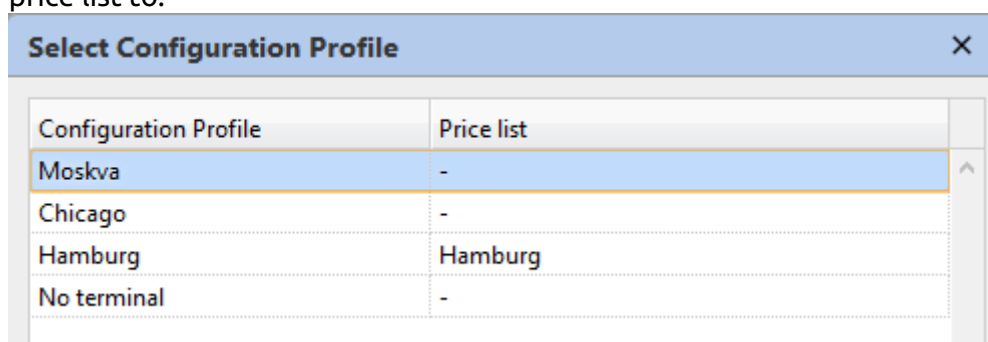 price list to.
Select Configuration Profile ×
Configuration Profile Price list
Moskva -
Chicago -
Hamburg Hamburg
No terminal -